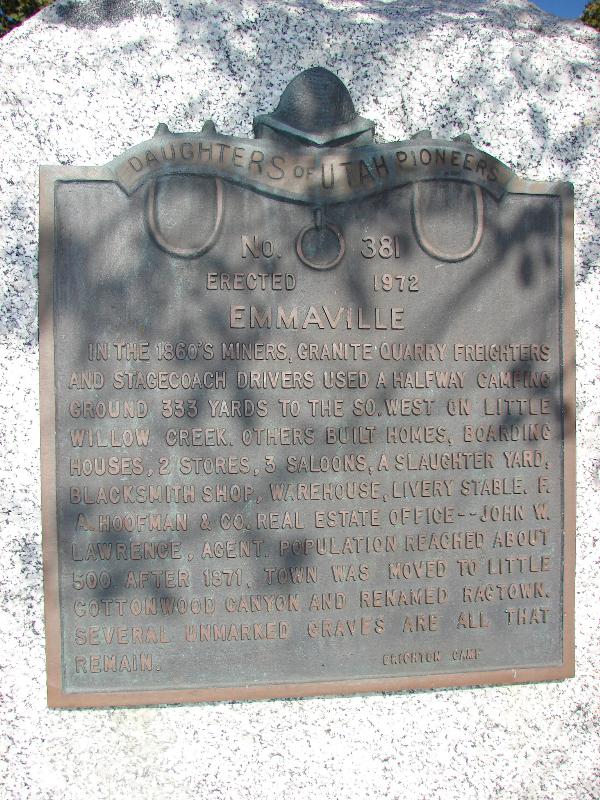 DAUGHTERS OF UTAH PIONEERS
No. 381
ERECTED 1972
EMMAVILLE
IN THE 1860'S MINERS, GRANITE QUARRY FREIGHTERS
AND STAGECOACH DRIVERS USED A HALFWAY CAMPING
GROUND 333 YARDS TO THE SO. WEST ON LITTLE
WILLOW CREEK. OTHERS BUILT HOMES, BOARDING
HOUSES, 2 STORES, 3 SALOONS, A SLAUGHTER YARD,
BLACKSMITH SHOP, WAREHOUSE, LIVERY STABLE. F.
A. HOOFMAN & CO. REAL ESTATE OFFICE--JOHN W.
LAWRENCE, AGENT. POPULATION REACHED ABOUT
500. AFTER 1871, TOWN WAS MOVED TO LITTLE
COTTONWOOD CANYON AND RENAMED RAGTOWN.
SEVERAL UNMARKED GRAVES ARE ALL THAT
REMAIN. BRIGHTON CAMP